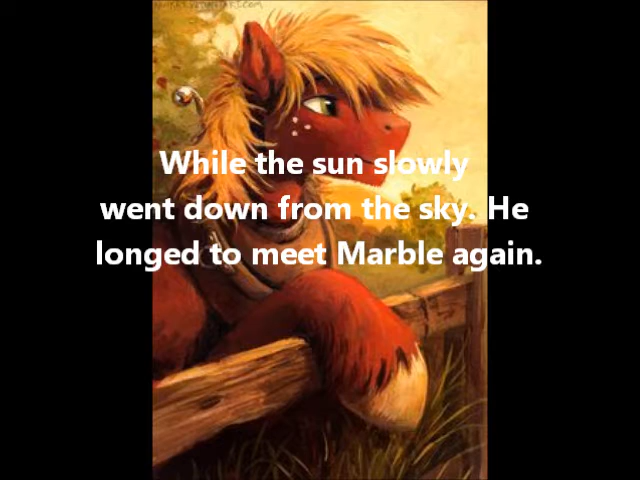 While the sun slowly
went down from the sky. He
longed to meet Marble again.